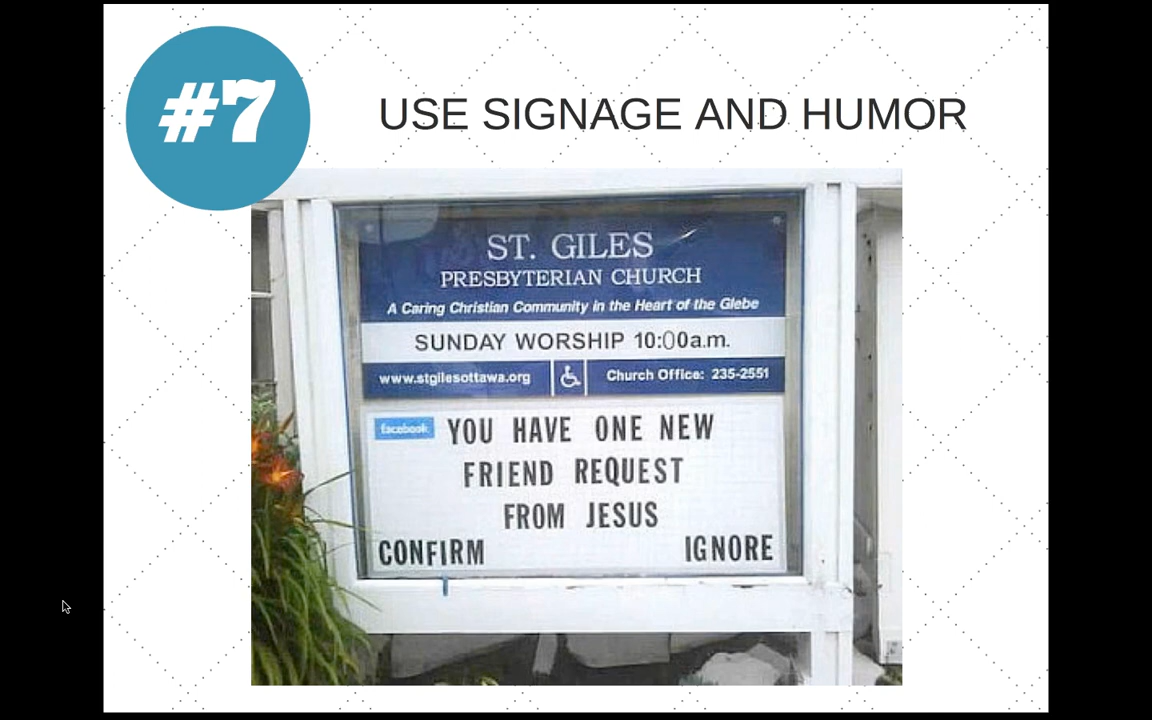 #7
USE SIGNAGE AND HUMOR
ST. GILES
PRESBYTERIAN CHURCH
A Caring Christian Community in the Heart of the Glebe
SUNDAY WORSHIP 10:00a.m.
www.stgilesottawa.org
Church Office: 235-2551
facebook
YOU HAVE ONE NEW
FRIEND REQUEST
FROM JESUS
CONFIRM IGNORE